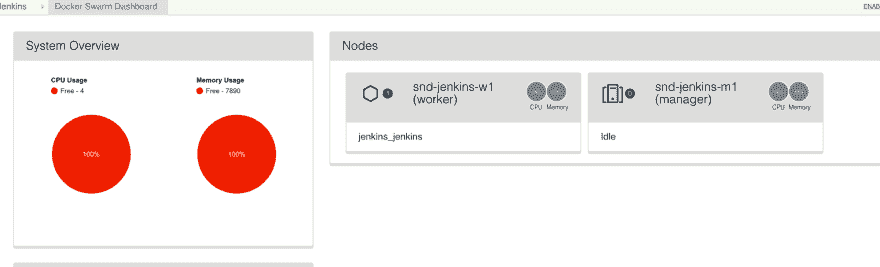 Jenkins
Docker Swarm Dashboard
ENAB
System Overview
CPU Usage
Free - 4
100%
Memory Usage
Free - 7890
100%
Nodes
1
snd-jenkins-w1
(worker)
CPU Memory
jenkins_jenkins
0
snd-jenkins-m1
(manager)
CPU Memory
Idle